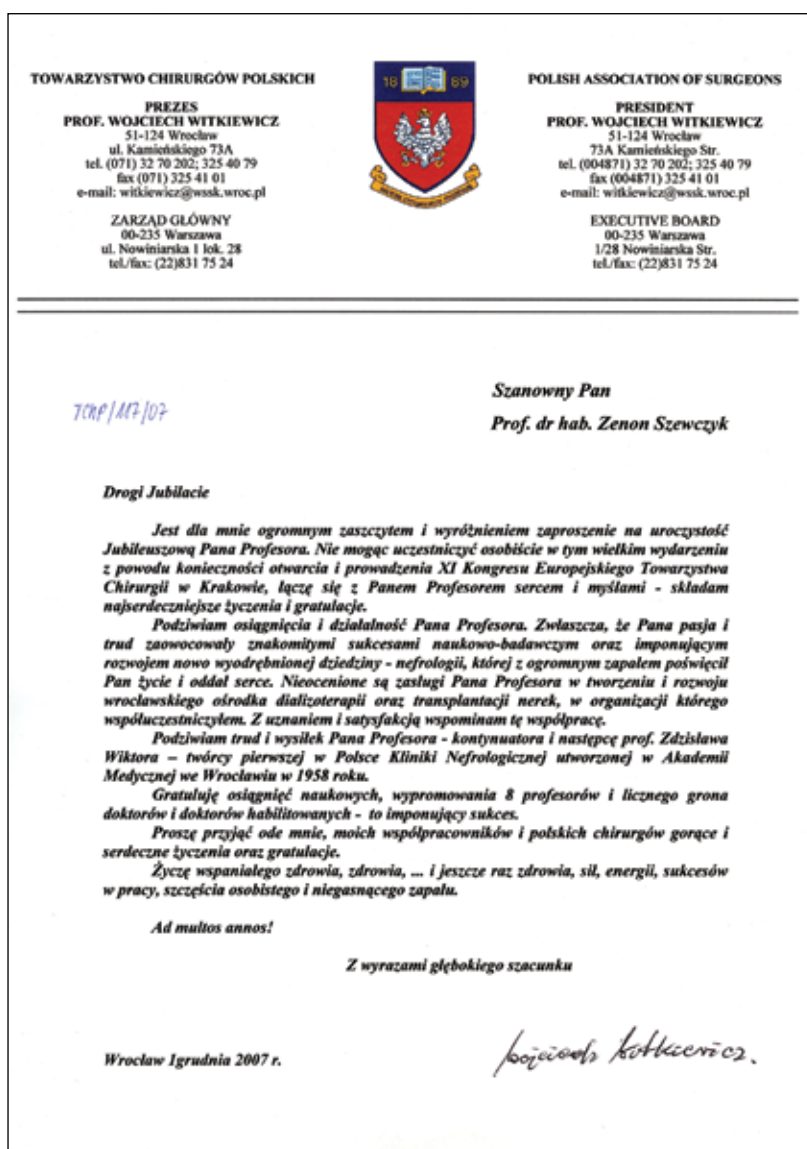 TOWARZYSTWO CHIRURGÓW POLSKICH
PREZES
PROF. WOJCIECH WITKIEWICZ
51-124 Wrocław
ul. Kamieńskiego 73A
tel. (071) 32 70 202; 325 40 79
fax (071) 325 41 01
e-mail: witkiewicz@wssk.wroc.pl
ZARZĄD GŁÓWNY
00-235 Warszawa
ul. Nowiniarska 1 lok. 28
tel./fax: (22)831 75 24
18 89
POLISH ASSOCIATION OF SURGEONS
PRESIDENT
PROF. WOJCIECH WITKIEWICZ
51-124 Wrocław
73A Kamieńskiego Str.
tel. (004871) 32 70 202; 325 40 79
fax (004871) 325 41 01
e-mail: witkiewicz@wssk.wroc.pl
EXECUTIVE BOARD
00-235 Warszawa
1/28 Nowiniarska Str.
tel./fax: (22)831 75 24
TChP/117/07
Szanowny Pan
Prof. dr hab. Zenon Szewczyk
Drogi Jubilacie
Jest dla mnie ogromnym zaszczytem i wyróżnieniem zaproszenie na uroczystość
Jubileuszową Pana Profesora. Nie mogąc uczestniczyć osobiście w tym wielkim wydarzeniu
z powodu konieczności otwarcia i prowadzenia XI Kongresu Europejskiego Towarzystwa
Chirurgii w Krakowie, łączę się z Panem Profesorem sercem i myślami - składam
najserdeczniejsze życzenia i gratulacje.
Podziwiam osiągnięcia i działalność Pana Profesora. Zwłaszcza, że Pana pasja i
trud zaowocowały znakomitymi sukcesami naukowo-badawczym oraz imponującym
rozwojem nowo wyodrębnionej dziedziny - nefrologii, której z ogromnym zapałem poświęcił
Pan życie i oddał serce. Nieocenione są zasługi Pana Profesora w tworzeniu i rozwoju
wrocławskiego ośrodka dializoterapii oraz transplantacji nerek, w organizacji którego
współuczestniczyłem. Z uznaniem i satysfakcją wspominam tę współpracę.
Podziwiam trud i wysiłek Pana Profesora - kontynuatora i następcę prof. Zdzisława
Wiktora – twórcy pierwszej w Polsce Kliniki Nefrologicznej utworzonej w Akademii
Medycznej we Wrocławiu w 1958 roku.
Gratuluję osiągnięć naukowych, wypromowania 8 profesorów i licznego grona
doktorów i doktorów habilitowanych - to imponujący sukces.
Proszę przyjąć ode mnie, moich współpracowników i polskich chirurgów gorące i
serdeczne życzenia oraz gratulacje.
Życzę wspaniałego zdrowia, zdrowia, ... i jeszcze raz zdrowia, sił, energii, sukcesów
w pracy, szczęścia osobistego i niegasnącego zapału.
Ad multos annos!
Z wyrazami głębokiego szacunku
Wrocław 1grudnia 2007 r.
Wojciech Witkiewicz.